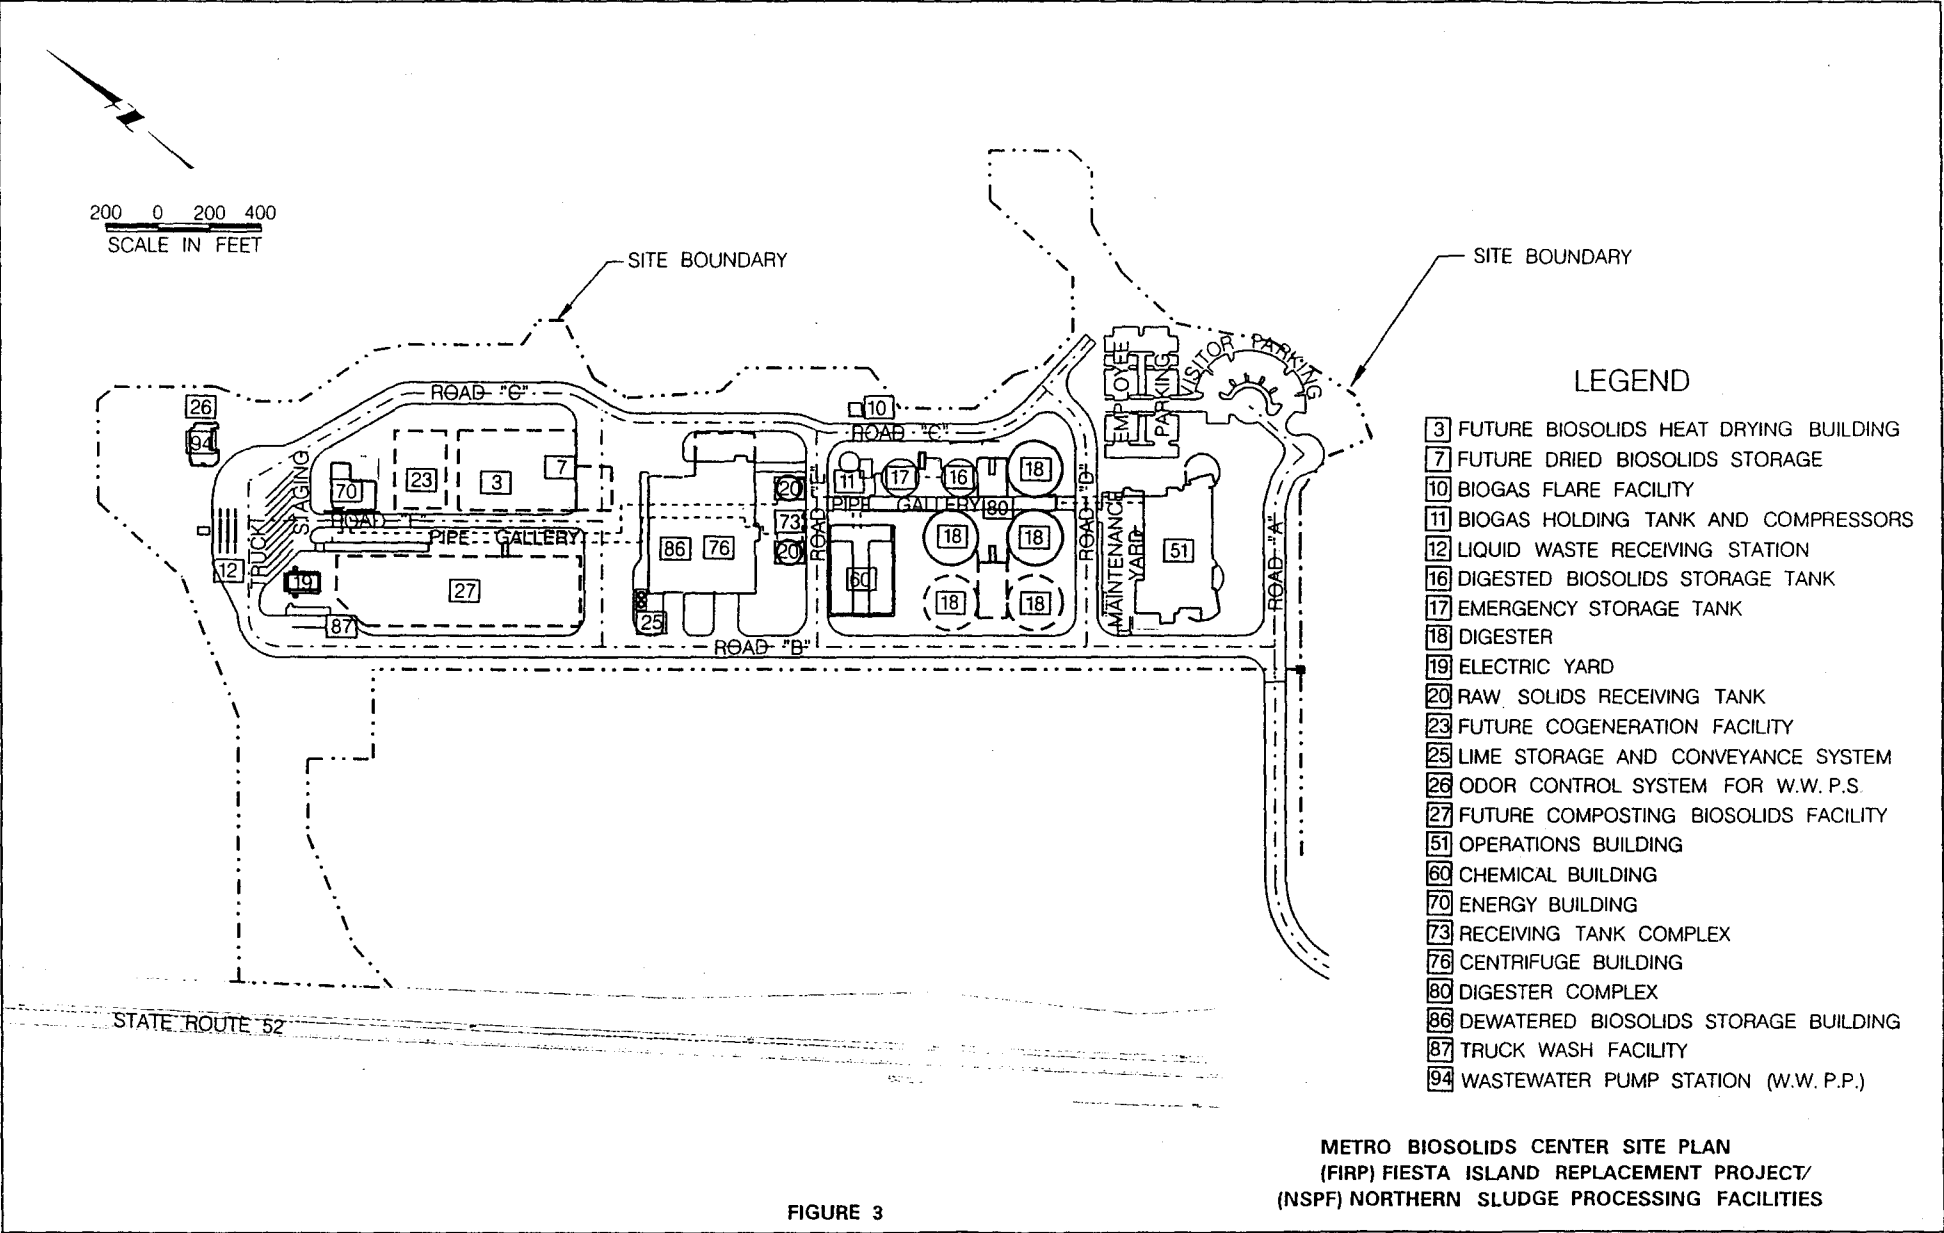 200 0 200 400
SCALE IN FEET
SITE BOUNDARY
SITE BOUNDARY
EMPLOYEE
PARKING
VISITOR PARKING
26
94
ROAD "C"
10
ROAD "C"
TRUCK
STAGING
70
23
3
7
20
11
17
16
18
PIPE GALLERY
80
ROAD "E"
ROAD "D"
MAINTENANCE
YARD
51
ROAD "A"
ROAD
PIPE GALLERY
86
76
73
20
18
18
12
19
27
60
18
18
87
25
ROAD "B"
STATE ROUTE 52
LEGEND
3 FUTURE BIOSOLIDS HEAT DRYING BUILDING
7 FUTURE DRIED BIOSOLIDS STORAGE
10 BIOGAS FLARE FACILITY
11 BIOGAS HOLDING TANK AND COMPRESSORS
12 LIQUID WASTE RECEIVING STATION
16 DIGESTED BIOSOLIDS STORAGE TANK
17 EMERGENCY STORAGE TANK
18 DIGESTER
19 ELECTRIC YARD
20 RAW SOLIDS RECEIVING TANK
23 FUTURE COGENERATION FACILITY
25 LIME STORAGE AND CONVEYANCE SYSTEM
26 ODOR CONTROL SYSTEM FOR W.W.P.S.
27 FUTURE COMPOSTING BIOSOLIDS FACILITY
51 OPERATIONS BUILDING
60 CHEMICAL BUILDING
70 ENERGY BUILDING
73 RECEIVING TANK COMPLEX
76 CENTRIFUGE BUILDING
80 DIGESTER COMPLEX
86 DEWATERED BIOSOLIDS STORAGE BUILDING
87 TRUCK WASH FACILITY
94 WASTEWATER PUMP STATION (W.W.P.P.)
METRO BIOSOLIDS CENTER SITE PLAN
(FIRP) FIESTA ISLAND REPLACEMENT PROJECT/
(NSPF) NORTHERN SLUDGE PROCESSING FACILITIES
FIGURE 3